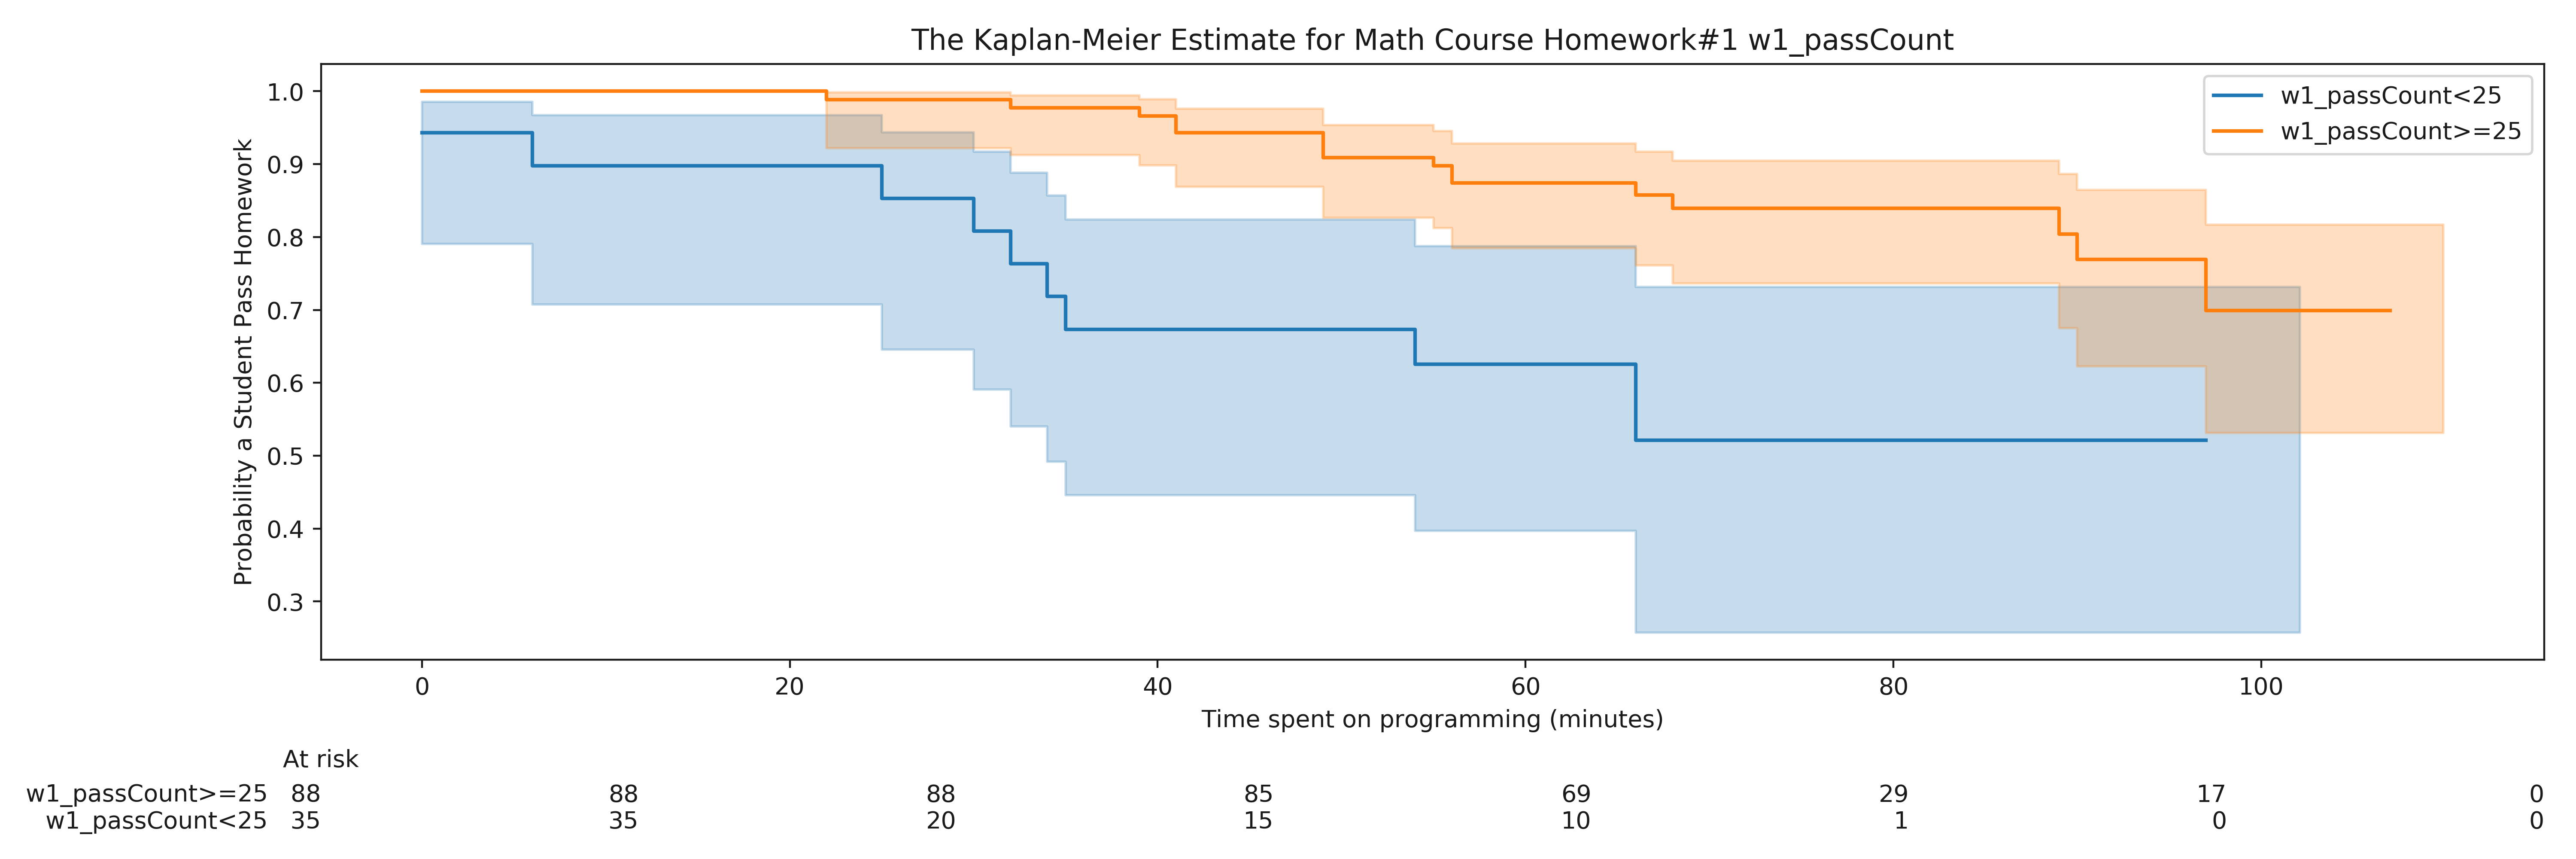 The Kaplan-Meier Estimate for Math Course Homework#1 w1_passCount
w1_passCount<25
w1_passCount>=25
Probability a Student Pass Homework
1.0
0.9
0.8
0.7
0.6
0.5
0.4
0.3
0 20 40 60 80 100
Time spent on programming (minutes)
At risk
w1_passCount>=25 88 88 88 85 69 29 17 0
w1_passCount<25 35 35 20 15 10 1 0 0